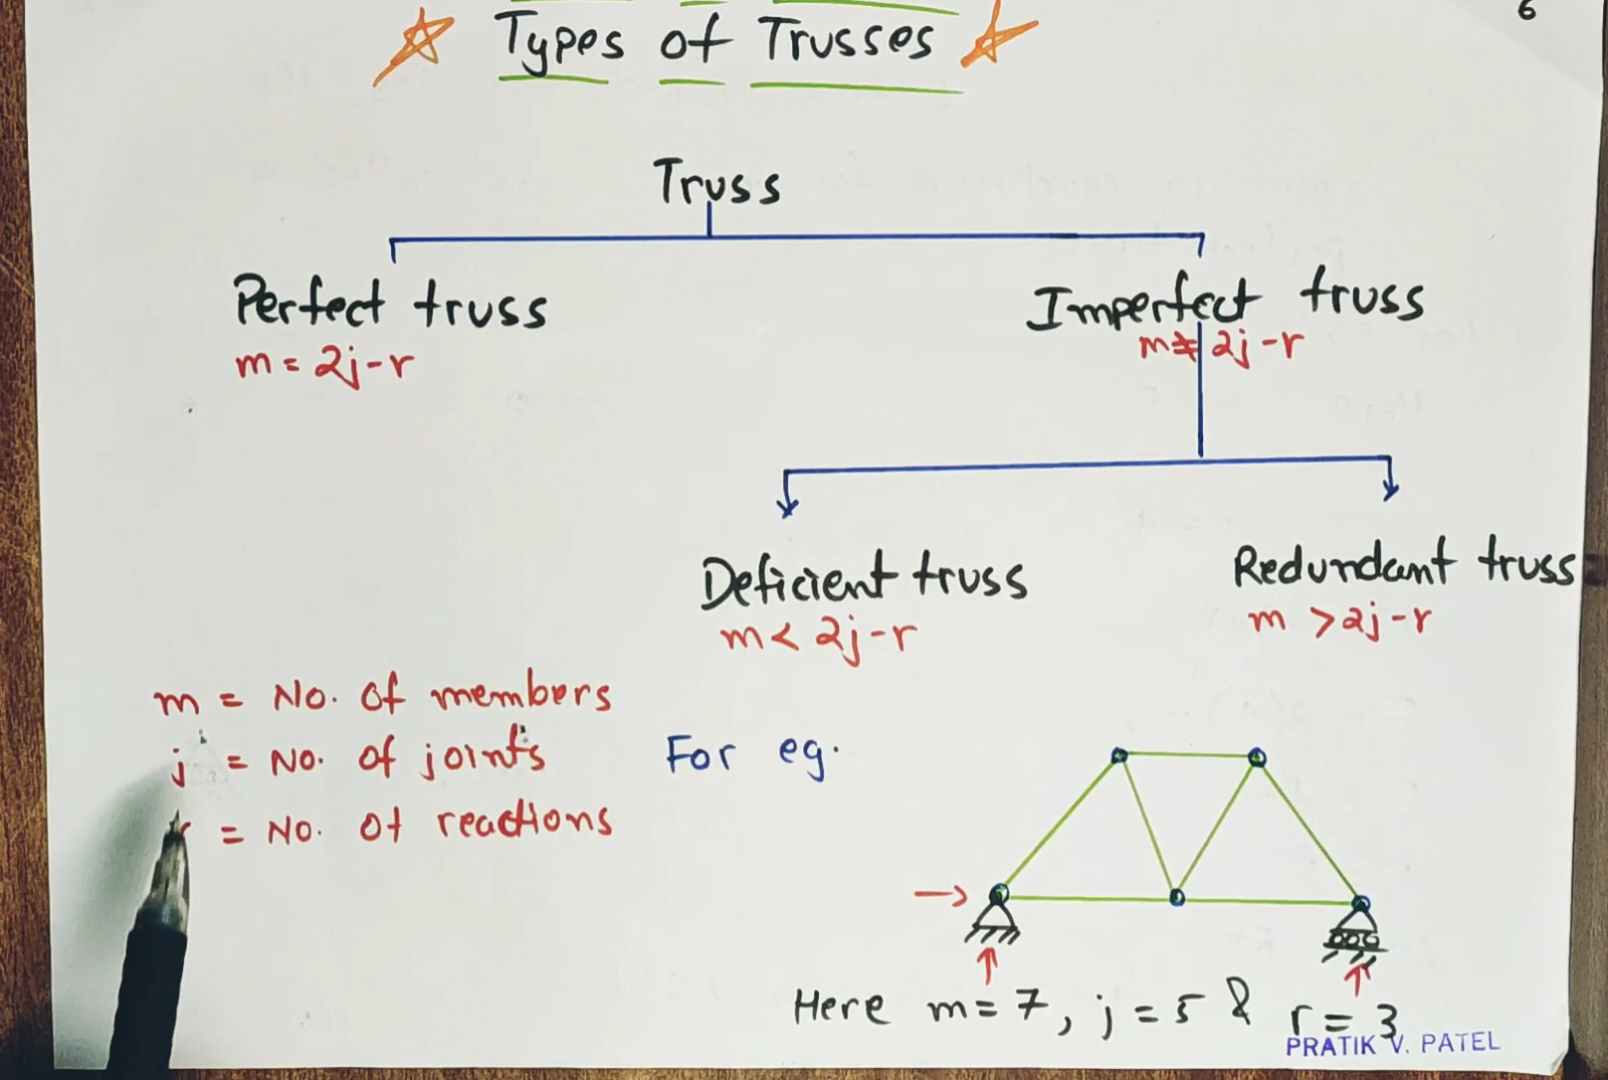 6
Types of Trusses
Truss
Perfect truss
m = 2j-r
Imperfect truss
m ≠ 2j-r
Deficient truss
m < 2j-r
Redundant truss
m > 2j-r
m = No. of members
j = No. of joints
r = No. of reactions
For eg.
Here m = 7, j = 5 & r = 3
PRATIK V. PATEL